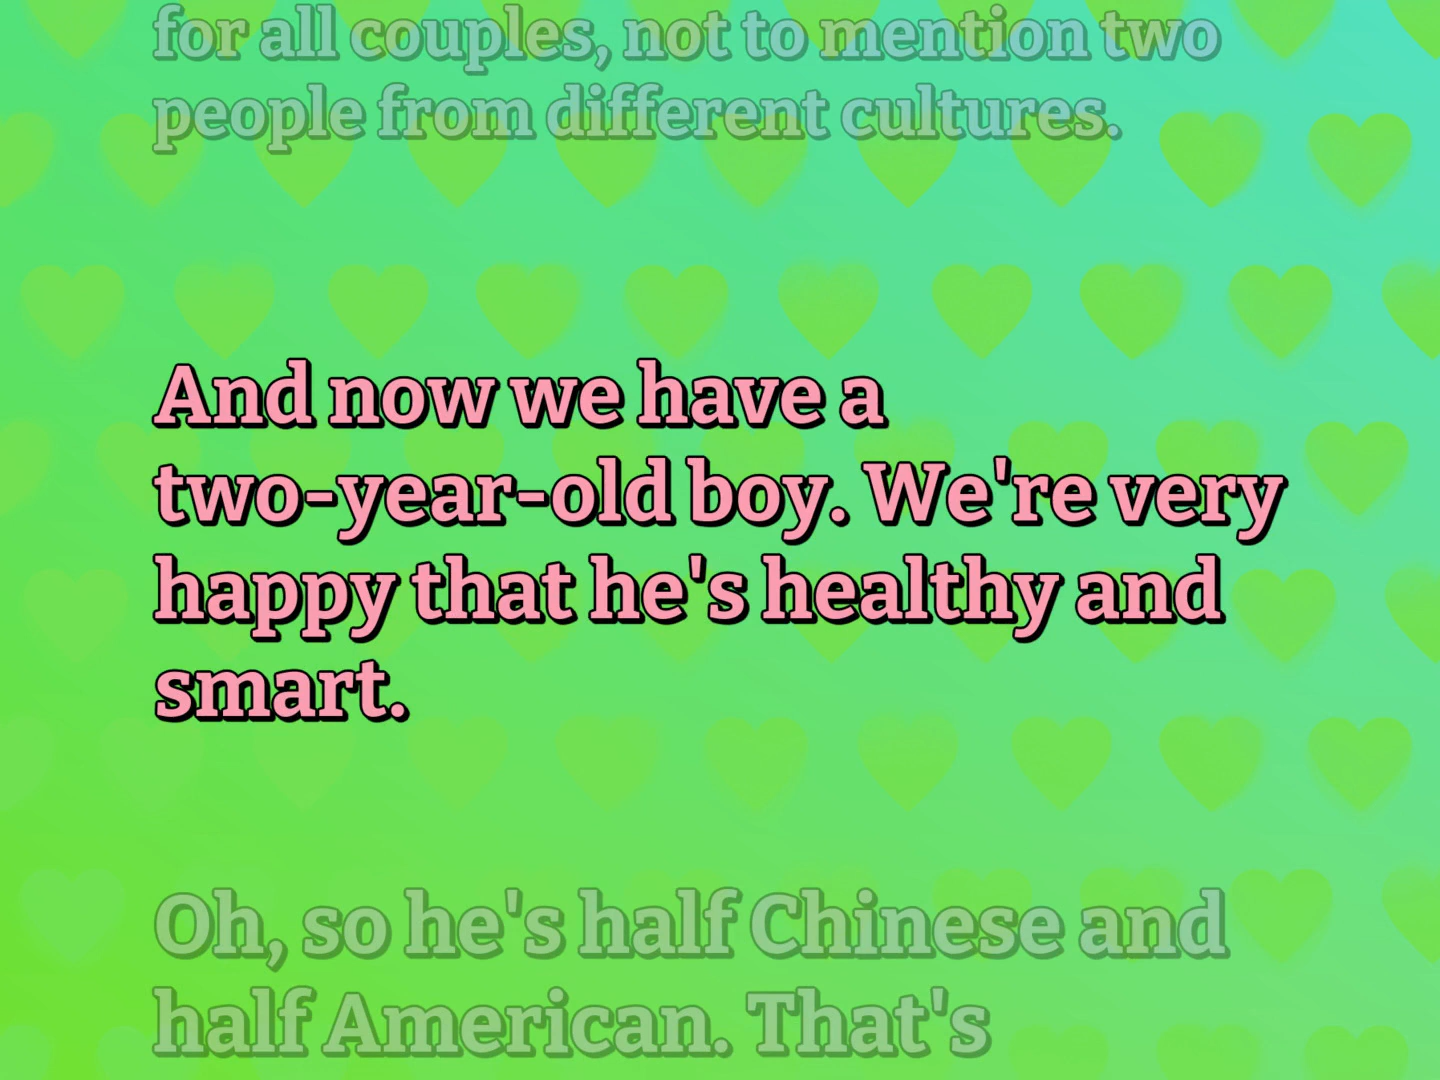 for all couples, not to mention two
people from different cultures.
And now we have a
two-year-old boy. We're very
happy that he's healthy and
smart.
Oh, so he's half Chinese and
half American. That's